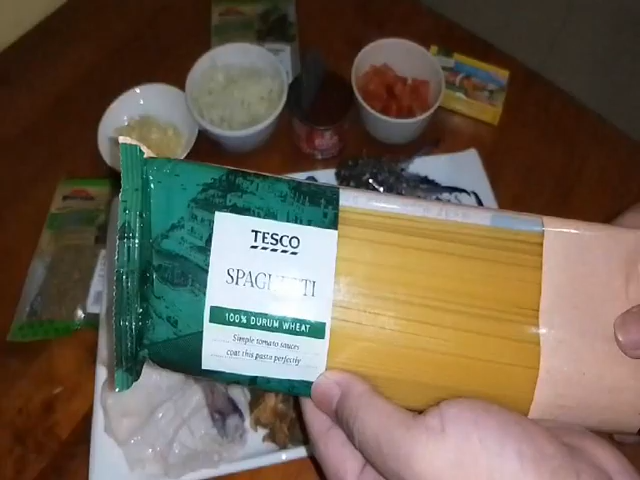 TESCO
SPAGHETTI
100% DURUM WHEAT
Simple tomato sauces
coat this pasta perfectly